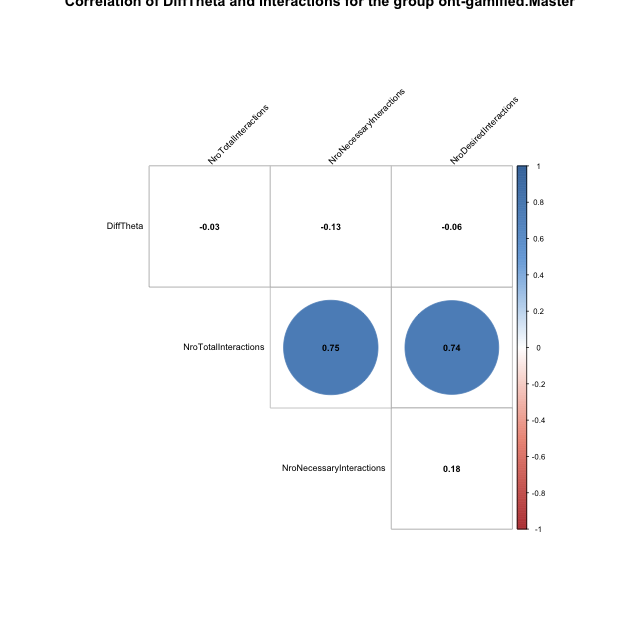 Correlation of DiffTheta and Interactions for the group ont-gamified.Master
NroTotalInteractions
NroNecessaryInteractions
NroDesiredInteractions
DiffTheta
-0.03
-0.13
-0.06
NroTotalInteractions
0.75
0.74
NroNecessaryInteractions
0.18
1
0.8
0.6
0.4
0.2
0
-0.2
-0.4
-0.6
-0.8
-1